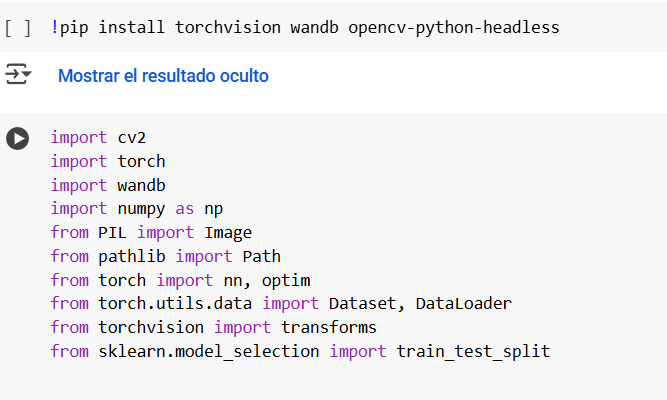 [ ] !pip install torchvision wandb opencv-python-headless
Mostrar el resultado oculto
import cv2
import torch
import wandb
import numpy as np
from PIL import Image
from pathlib import Path
from torch import nn, optim
from torch.utils.data import Dataset, DataLoader
from torchvision import transforms
from sklearn.model_selection import train_test_split